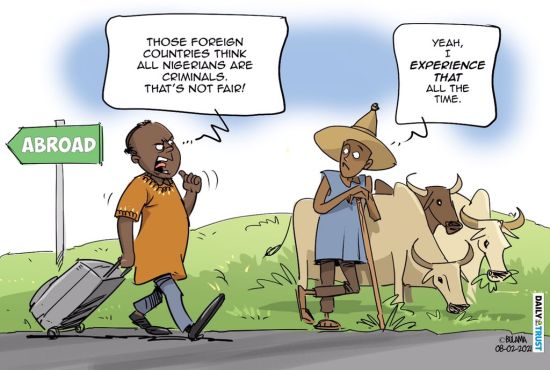 THOSE FOREIGN
COUNTRIES THINK
ALL NIGERIANS ARE
CRIMINALS.
THAT'S NOT FAIR!
YEAH,
I
EXPERIENCE
THAT
ALL THE
TIME.
ABROAD
DAILY TRUST
©BULAMA
08-02-2021